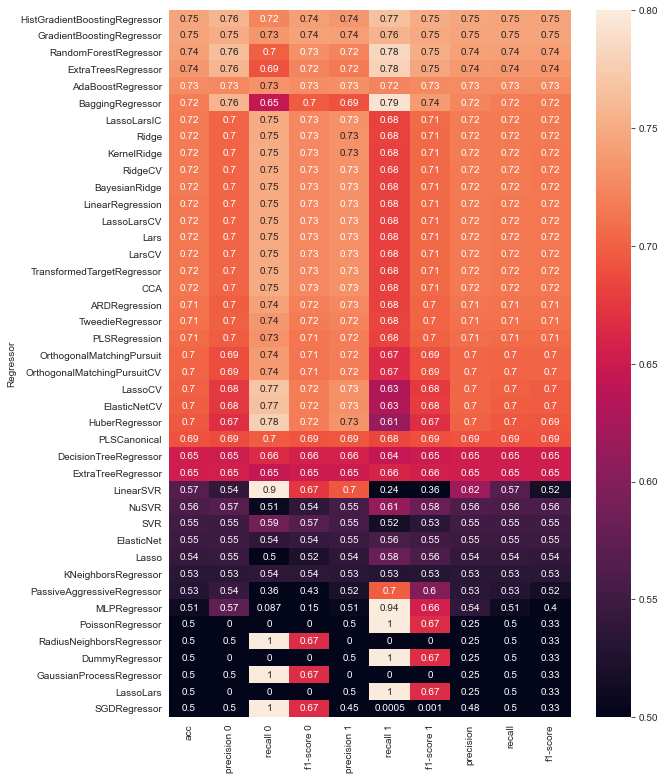 HistGradientBoostingRegressor 0.75 0.76 0.72 0.74 0.74 0.77 0.75 0.75 0.75 0.75
GradientBoostingRegressor 0.75 0.75 0.73 0.74 0.74 0.76 0.75 0.75 0.75 0.75
RandomForestRegressor 0.74 0.76 0.7 0.73 0.72 0.78 0.75 0.74 0.74 0.74
ExtraTreesRegressor 0.74 0.76 0.69 0.72 0.72 0.78 0.75 0.74 0.74 0.74
AdaBoostRegressor 0.73 0.73 0.73 0.73 0.73 0.72 0.73 0.73 0.73 0.73
BaggingRegressor 0.72 0.76 0.65 0.7 0.69 0.79 0.74 0.72 0.72 0.72
LassoLarsIC 0.72 0.7 0.75 0.73 0.73 0.68 0.71 0.72 0.72 0.72
Ridge 0.72 0.7 0.75 0.73 0.73 0.68 0.71 0.72 0.72 0.72
KernelRidge 0.72 0.7 0.75 0.73 0.73 0.68 0.71 0.72 0.72 0.72
RidgeCV 0.72 0.7 0.75 0.73 0.73 0.68 0.71 0.72 0.72 0.72
BayesianRidge 0.72 0.7 0.75 0.73 0.73 0.68 0.71 0.72 0.72 0.72
LinearRegression 0.72 0.7 0.75 0.73 0.73 0.68 0.71 0.72 0.72 0.72
LassoLarsCV 0.72 0.7 0.75 0.73 0.73 0.68 0.71 0.72 0.72 0.72
Lars 0.72 0.7 0.75 0.73 0.73 0.68 0.71 0.72 0.72 0.72
LarsCV 0.72 0.7 0.75 0.73 0.73 0.68 0.71 0.72 0.72 0.72
TransformedTargetRegressor 0.72 0.7 0.75 0.73 0.73 0.68 0.71 0.72 0.72 0.72
CCA 0.72 0.7 0.75 0.73 0.73 0.68 0.71 0.72 0.72 0.72
ARDRegression 0.71 0.7 0.74 0.72 0.73 0.68 0.7 0.71 0.71 0.71
TweedieRegressor 0.71 0.7 0.74 0.72 0.73 0.68 0.7 0.71 0.71 0.71
PLSRegression 0.71 0.7 0.73 0.71 0.72 0.68 0.7 0.71 0.71 0.71
OrthogonalMatchingPursuit 0.7 0.69 0.74 0.71 0.72 0.67 0.69 0.7 0.7 0.7
OrthogonalMatchingPursuitCV 0.7 0.69 0.74 0.71 0.72 0.67 0.69 0.7 0.7 0.7
LassoCV 0.7 0.68 0.77 0.72 0.73 0.63 0.68 0.7 0.7 0.7
ElasticNetCV 0.7 0.68 0.77 0.72 0.73 0.63 0.68 0.7 0.7 0.7
HuberRegressor 0.7 0.67 0.78 0.72 0.73 0.61 0.67 0.7 0.7 0.69
PLSCanonical 0.69 0.69 0.7 0.69 0.69 0.68 0.69 0.69 0.69 0.69
DecisionTreeRegressor 0.65 0.65 0.66 0.66 0.66 0.64 0.65 0.65 0.65 0.65
ExtraTreeRegressor 0.65 0.65 0.65 0.65 0.65 0.66 0.66 0.65 0.65 0.65
LinearSVR 0.57 0.54 0.9 0.67 0.7 0.24 0.36 0.62 0.57 0.52
NuSVR 0.56 0.57 0.51 0.54 0.55 0.61 0.58 0.56 0.56 0.56
SVR 0.55 0.55 0.59 0.57 0.55 0.52 0.53 0.55 0.55 0.55
ElasticNet 0.55 0.55 0.54 0.54 0.55 0.56 0.55 0.55 0.55 0.55
Lasso 0.54 0.55 0.5 0.52 0.54 0.58 0.56 0.54 0.54 0.54
KNeighborsRegressor 0.53 0.53 0.54 0.54 0.53 0.53 0.53 0.53 0.53 0.53
PassiveAggressiveRegressor 0.53 0.54 0.36 0.43 0.52 0.7 0.6 0.53 0.53 0.52
MLPRegressor 0.51 0.57 0.087 0.15 0.51 0.94 0.66 0.54 0.51 0.4
PoissonRegressor 0.5 0 0 0 0.5 1 0.67 0.25 0.5 0.33
RadiusNeighborsRegressor 0.5 0.5 1 0.67 0 0 0 0.25 0.5 0.33
DummyRegressor 0.5 0 0 0 0.5 1 0.67 0.25 0.5 0.33
GaussianProcessRegressor 0.5 0.5 1 0.67 0 0 0 0.25 0.5 0.33
LassoLars 0.5 0 0 0 0.5 1 0.67 0.25 0.5 0.33
SGDRegressor 0.5 0.5 1 0.67 0.45 0.0005 0.001 0.48 0.5 0.33
Regressor
acc precision 0 recall 0 f1-score 0 precision 1 recall 1 f1-score 1 precision recall f1-score
0.80
0.75
0.70
0.65
0.60
0.55
0.50